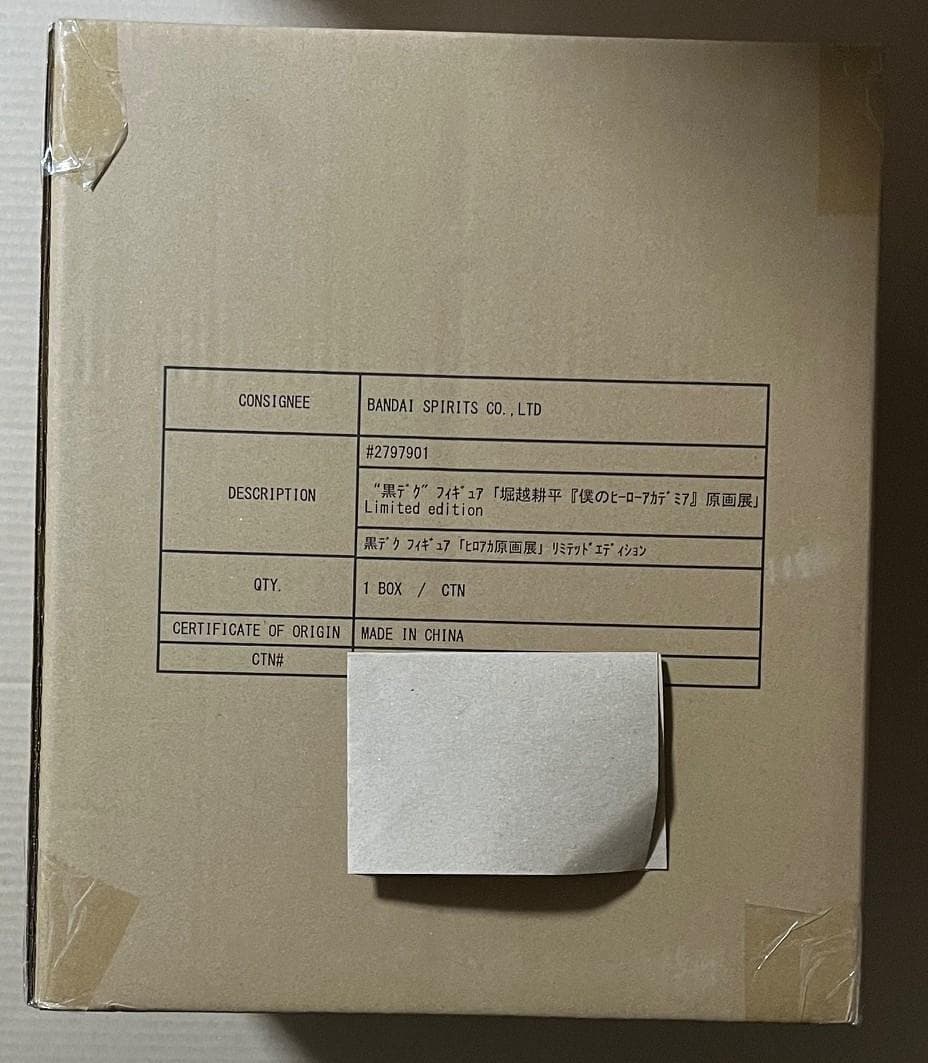 CONSIGNEE
BANDAI SPIRITS CO.,LTD
DESCRIPTION
#2797901
“黒ﾃﾞｸ” ﾌｨｷﾞｭｱ 「堀越耕平『僕のﾋｰﾛｰｱｶﾃﾞﾐｱ』原画展」
Limited edition
黒ﾃﾞｸ ﾌｨｷﾞｭｱ 「ﾋﾛｱｶ原画展」 ﾘﾐﾃｯﾄﾞｴﾃﾞｨｼｮﾝ
QTY.
1 BOX / CTN
CERTIFICATE OF ORIGIN
MADE IN CHINA
CTN#